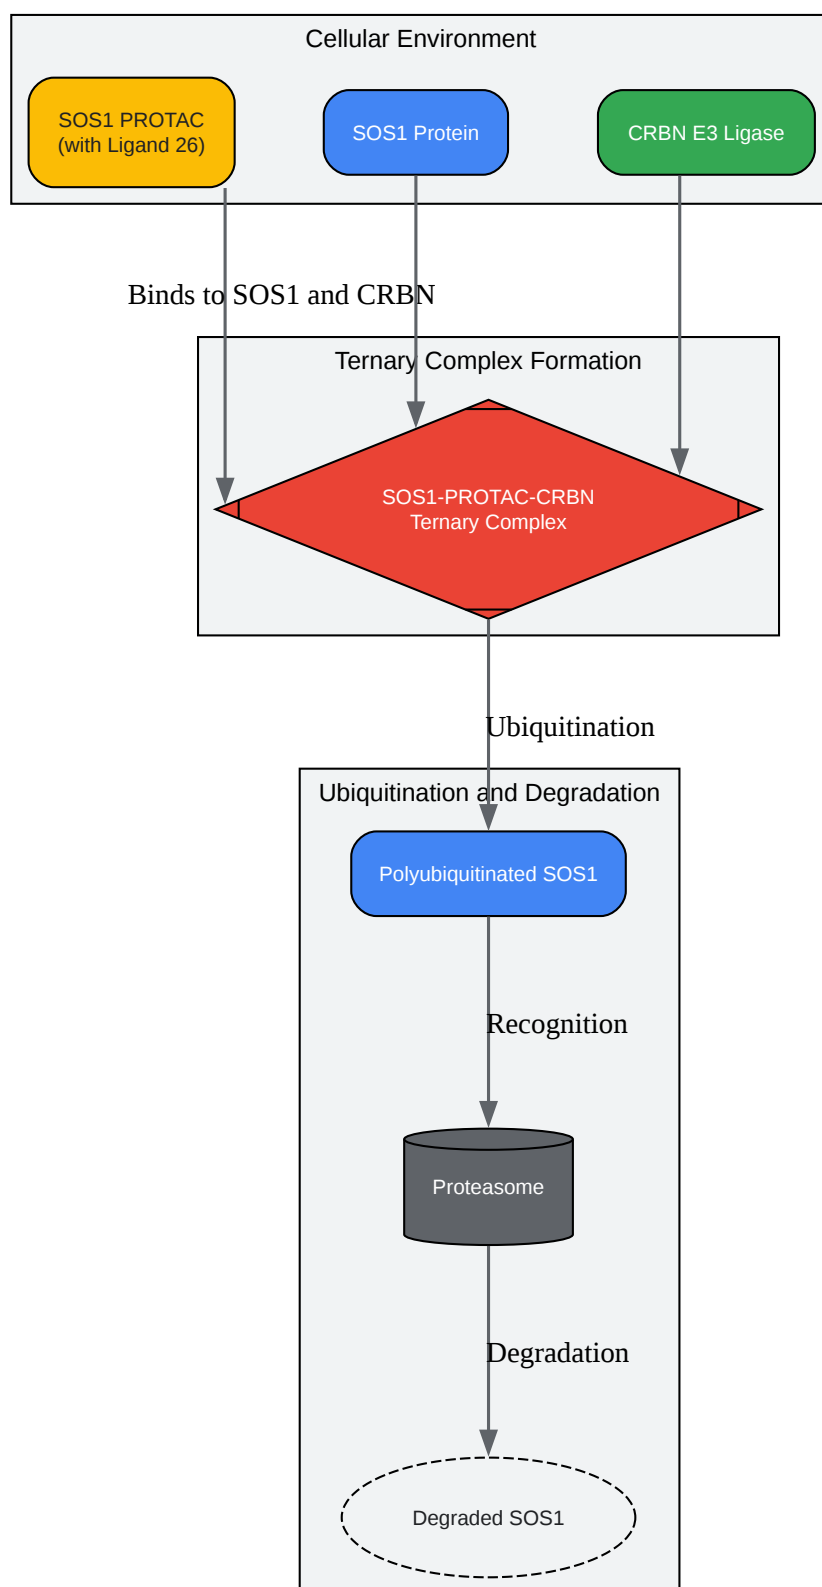 Cellular Environment
SOS1 PROTAC
(with Ligand 26)
SOS1 Protein
CRBN E3 Ligase
Binds to SOS1 and CRBN
Ternary Complex Formation
SOS1-PROTAC-CRBN
Ternary Complex
Ubiquitination
Ubiquitination and Degradation
Polyubiquitinated SOS1
Recognition
Proteasome
Degradation
Degraded SOS1